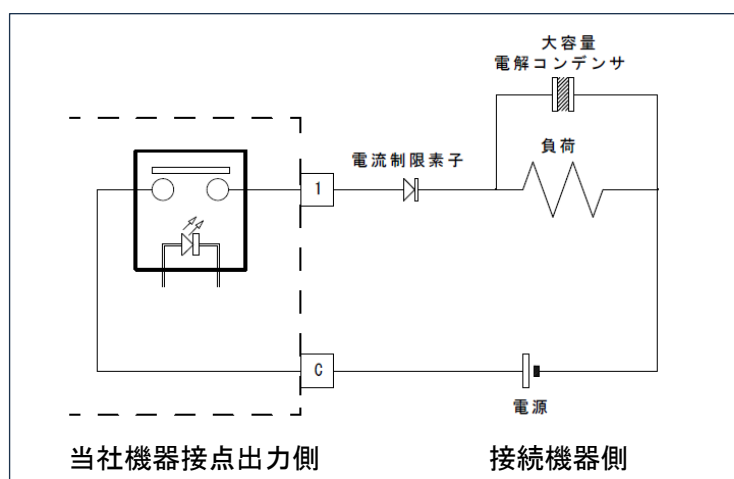 大容量
電解コンデンサ
電流制限素子
負荷
1
C
電源
当社機器接点出力側
接続機器側